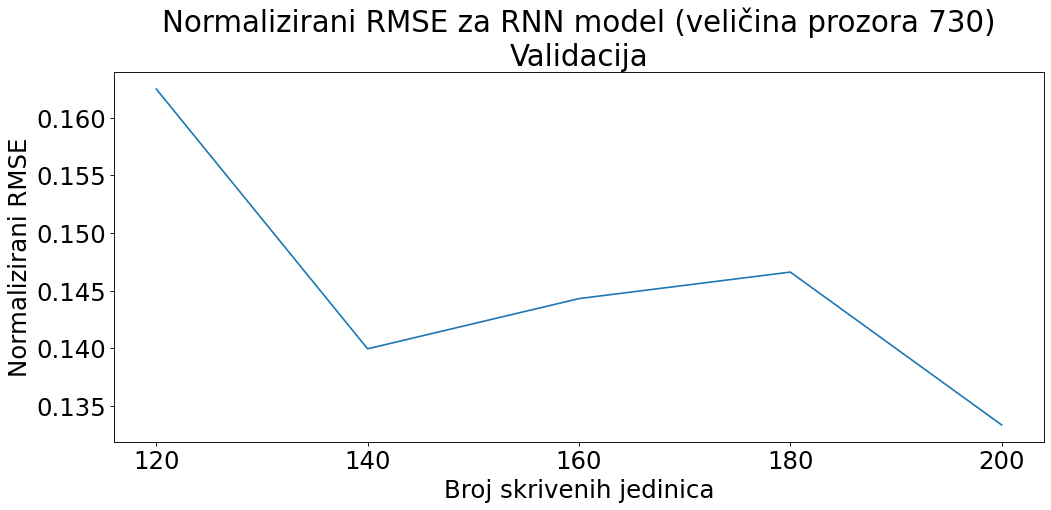 Normalizirani RMSE za RNN model (veličina prozora 730)
Validacija
Normalizirani RMSE
0.160
0.155
0.150
0.145
0.140
0.135
120 140 160 180 200
Broj skrivenih jedinica